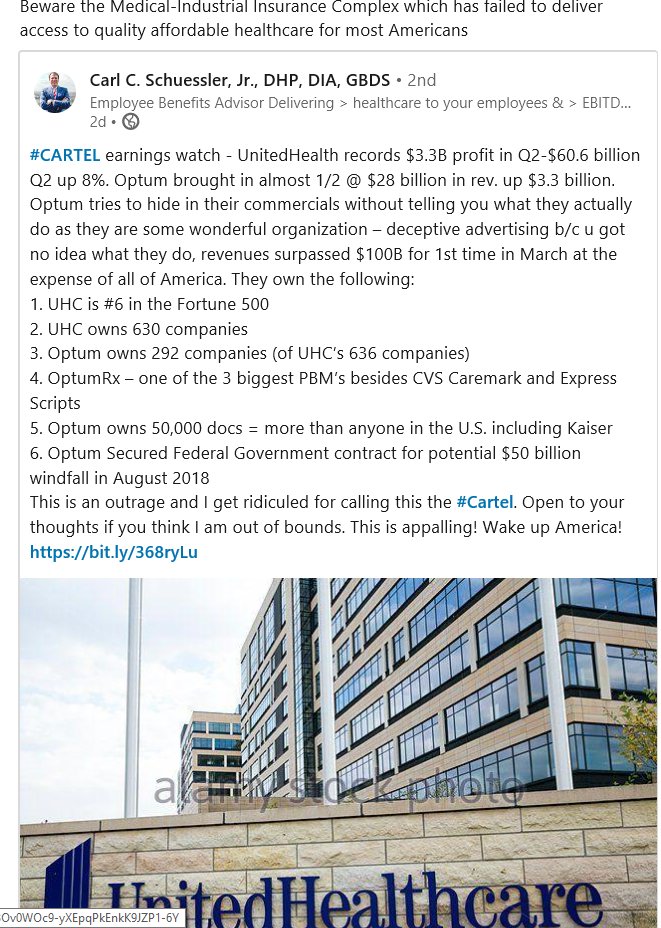 Beware the Medical-Industrial Insurance Complex which has failed to deliver
access to quality affordable healthcare for most Americans
Carl C. Schuessler, Jr., DHP, DIA, GBDS • 2nd
Employee Benefits Advisor Delivering > healthcare to your employees & > EBITD...
2d •
#CARTEL earnings watch - UnitedHealth records $3.3B profit in Q2-$60.6 billion
Q2 up 8%. Optum brought in almost 1/2 @ $28 billion in rev. up $3.3 billion.
Optum tries to hide in their commercials without telling you what they actually
do as they are some wonderful organization – deceptive advertising b/c u got
no idea what they do, revenues surpassed $100B for 1st time in March at the
expense of all of America. They own the following:
1. UHC is #6 in the Fortune 500
2. UHC owns 630 companies
3. Optum owns 292 companies (of UHC's 636 companies)
4. OptumRx – one of the 3 biggest PBM's besides CVS Caremark and Express
Scripts
5. Optum owns 50,000 docs = more than anyone in the U.S. including Kaiser
6. Optum Secured Federal Government contract for potential $50 billion
windfall in August 2018
This is an outrage and I get ridiculed for calling this the #Cartel. Open to your
thoughts if you think I am out of bounds. This is appalling! Wake up America!
https://bit.ly/368ryLu
alamy stock photo
UnitedHealthcare
Ov0WOc9-yXEpqPkEnkK9JZP1-6Y